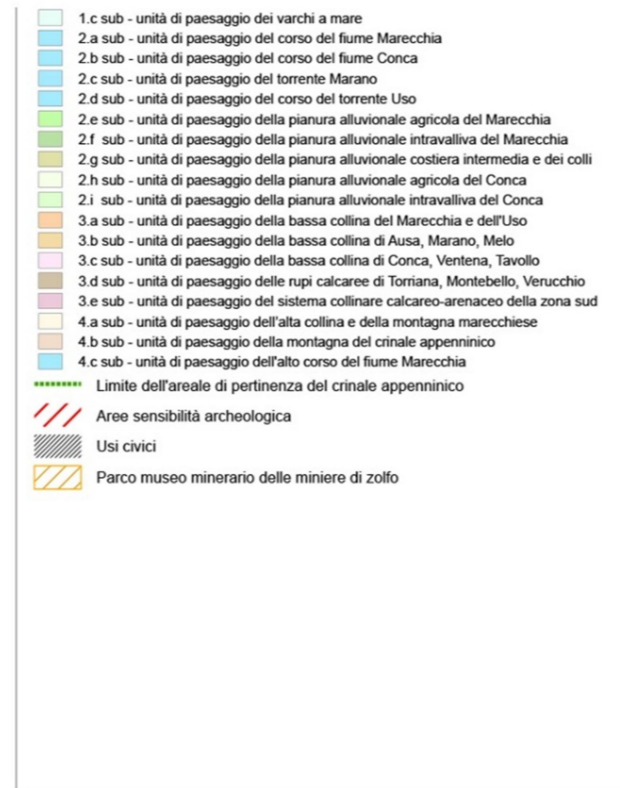 1.c sub - unità di paesaggio dei varchi a mare
2.a sub - unità di paesaggio del corso del fiume Marecchia
2.b sub - unità di paesaggio del corso del fiume Conca
2.c sub - unità di paesaggio del torrente Marano
2.d sub - unità di paesaggio del corso del torrente Uso
2.e sub - unità di paesaggio della pianura alluvionale agricola del Marecchia
2.f sub - unità di paesaggio della pianura alluvionale intravalliva del Marecchia
2.g sub - unità di paesaggio della pianura alluvionale costiera intermedia e dei colli
2.h sub - unità di paesaggio della pianura alluvionale agricola del Conca
2.i sub - unità di paesaggio della pianura alluvionale intravalliva del Conca
3.a sub - unità di paesaggio della bassa collina del Marecchia e dell'Uso
3.b sub - unità di paesaggio della bassa collina di Ausa, Marano, Melo
3.c sub - unità di paesaggio della bassa collina di Conca, Ventena, Tavollo
3.d sub - unità di paesaggio delle rupi calcaree di Torriana, Montebello, Verucchio
3.e sub - unità di paesaggio del sistema collinare calcareo-arenaceo della zona sud
4.a sub - unità di paesaggio dell'alta collina e della montagna marecchiese
4.b sub - unità di paesaggio della montagna del crinale appenninico
4.c sub - unità di paesaggio dell'alto corso del fiume Marecchia
Limite dell'areale di pertinenza del crinale appenninico
Aree sensibilità archeologica
Usi civici
Parco museo minerario delle miniere di zolfo